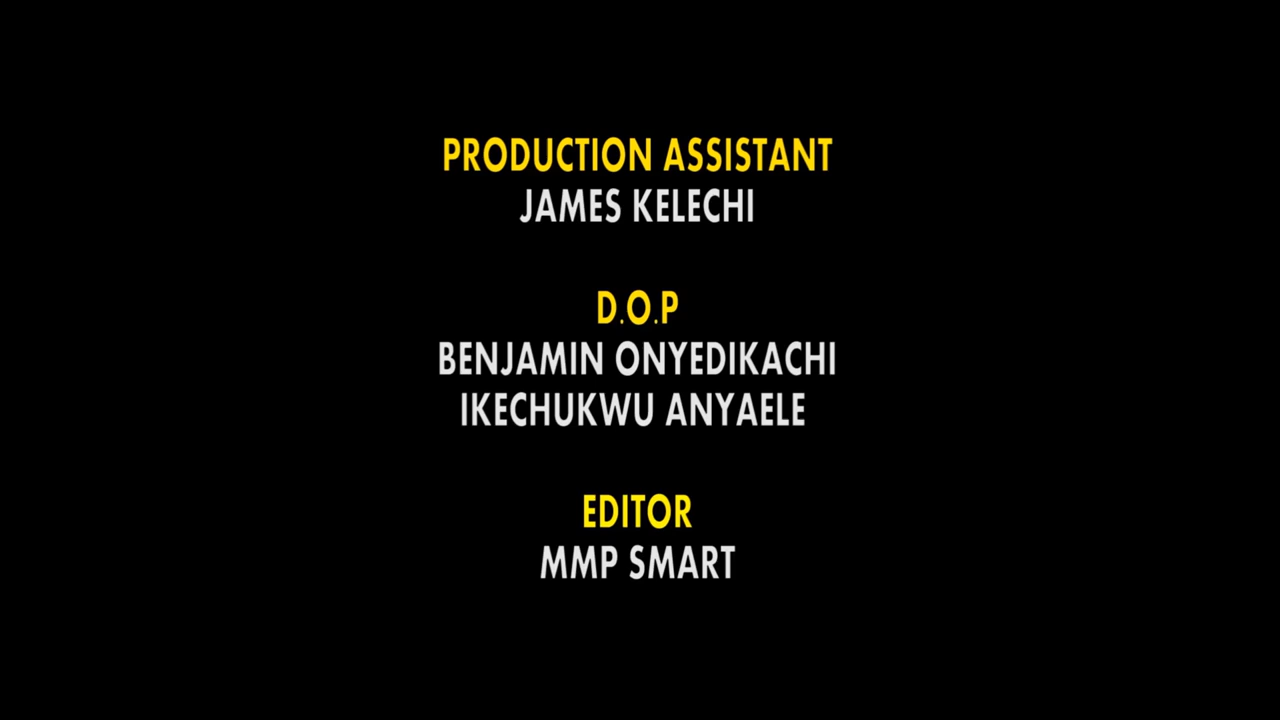 PRODUCTION ASSISTANT
JAMES KELECHI
D.O.P
BENJAMIN ONYEDIKACHI
IKECHUKWU ANYAELE
EDITOR
MMP SMART